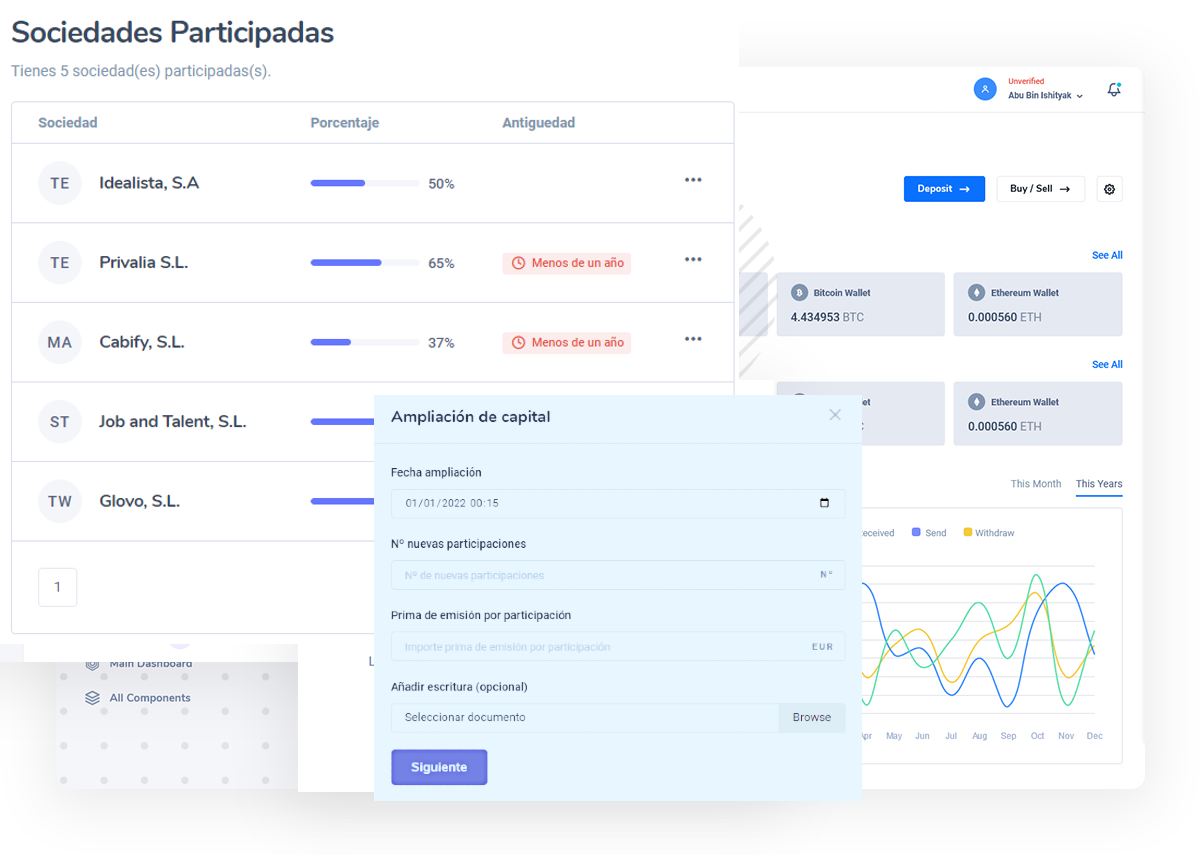 Sociedades Participadas
Tienes 5 sociedad(es) participadas(s).
Sociedad Porcentaje Antiguedad
TE Idealista, S.A 50%
TE Privalia S.L. 65% Menos de un año
MA Cabify, S.L. 37% Menos de un año
ST Job and Talent, S.L.
TW Glovo, S.L.
1
Main Dashboard
All Components
Ampliación de capital
Fecha ampliación
01/01/2022 00:15
Nº nuevas participaciones
Nº de nuevas participaciones Nº
Prima de emisión por participación
Importe prima de emisión por participación EUR
Añadir escritura (opcional)
Seleccionar documento Browse
Siguiente
Unverified
Abu Bin Ishityak
Deposit → Buy / Sell →
See All
Bitcoin Wallet Ethereum Wallet
4.434953 BTC 0.000560 ETH
See All
Ethereum Wallet
0.000560 ETH
This Month This Years
Send Withdraw
May Jun Jul Aug Sep Oct Nov Dec